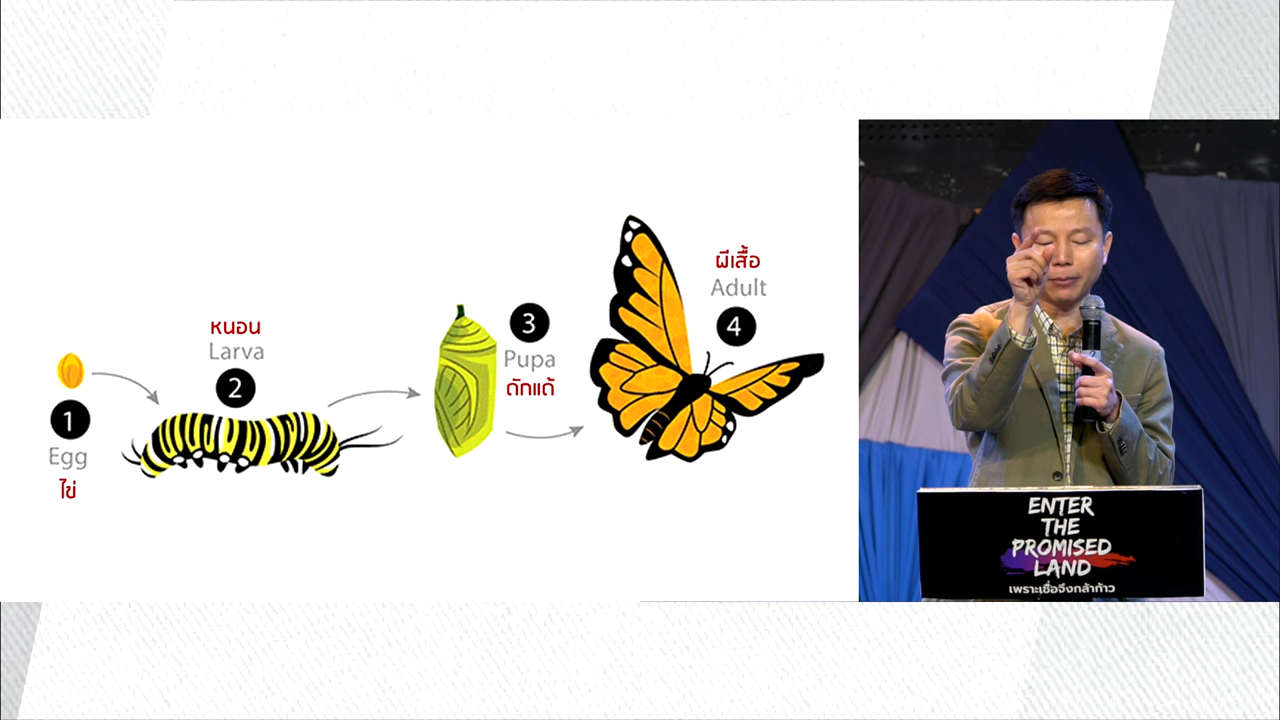 1
Egg
ไข่
หนอน
Larva
2
3
Pupa
ดักแด้
ผีเสื้อ
Adult
4
ENTER
THE
PROMISED
LAND
เพราะเชื่อจึงกล้าก้าว